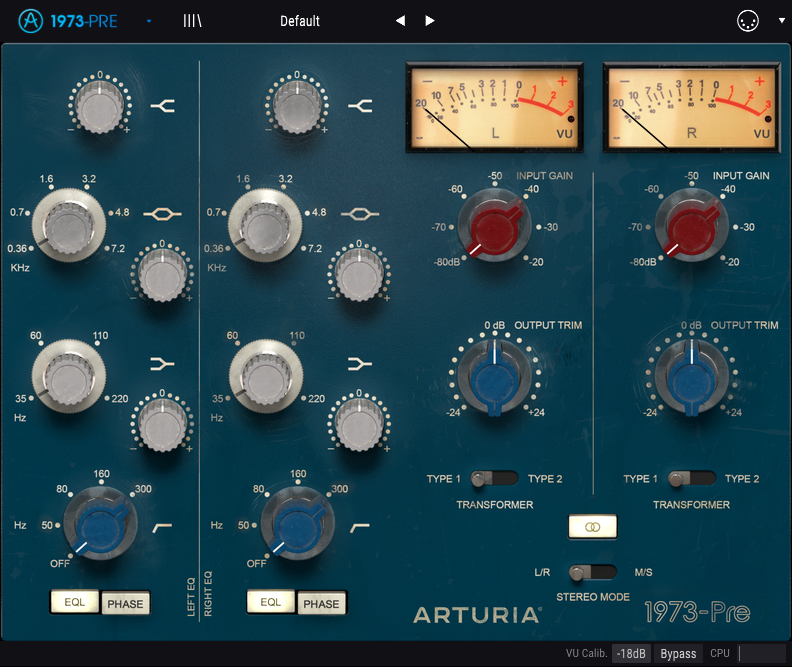 1973-PRE
Default
0
− +
0
− +
− 20 10 7 5 3 2 1 0 1 2 3 +
L VU
− 20 10 7 5 3 2 1 0 1 2 3 +
R VU
1.6 3.2
0.7 4.8
0.36 7.2
KHz
0
− +
1.6 3.2
0.7 4.8
0.36 7.2
KHz
0
− +
-50 INPUT GAIN
-60 -40
-70 -30
-80dB -20
-50 INPUT GAIN
-60 -40
-70 -30
-80dB -20
60 110
35 220
Hz
0
− +
60 110
35 220
Hz
0
− +
0 dB OUTPUT TRIM
-24 +24
0 dB OUTPUT TRIM
-24 +24
160
80 300
Hz 50
OFF
160
80 300
Hz 50
OFF
TYPE 1 TYPE 2
TRANSFORMER
TYPE 1 TYPE 2
TRANSFORMER
L/R M/S
STEREO MODE
EQL PHASE
LEFT EQ
RIGHT EQ
EQL PHASE
ARTURIA
1973-Pre
VU Calib. -18dB Bypass CPU